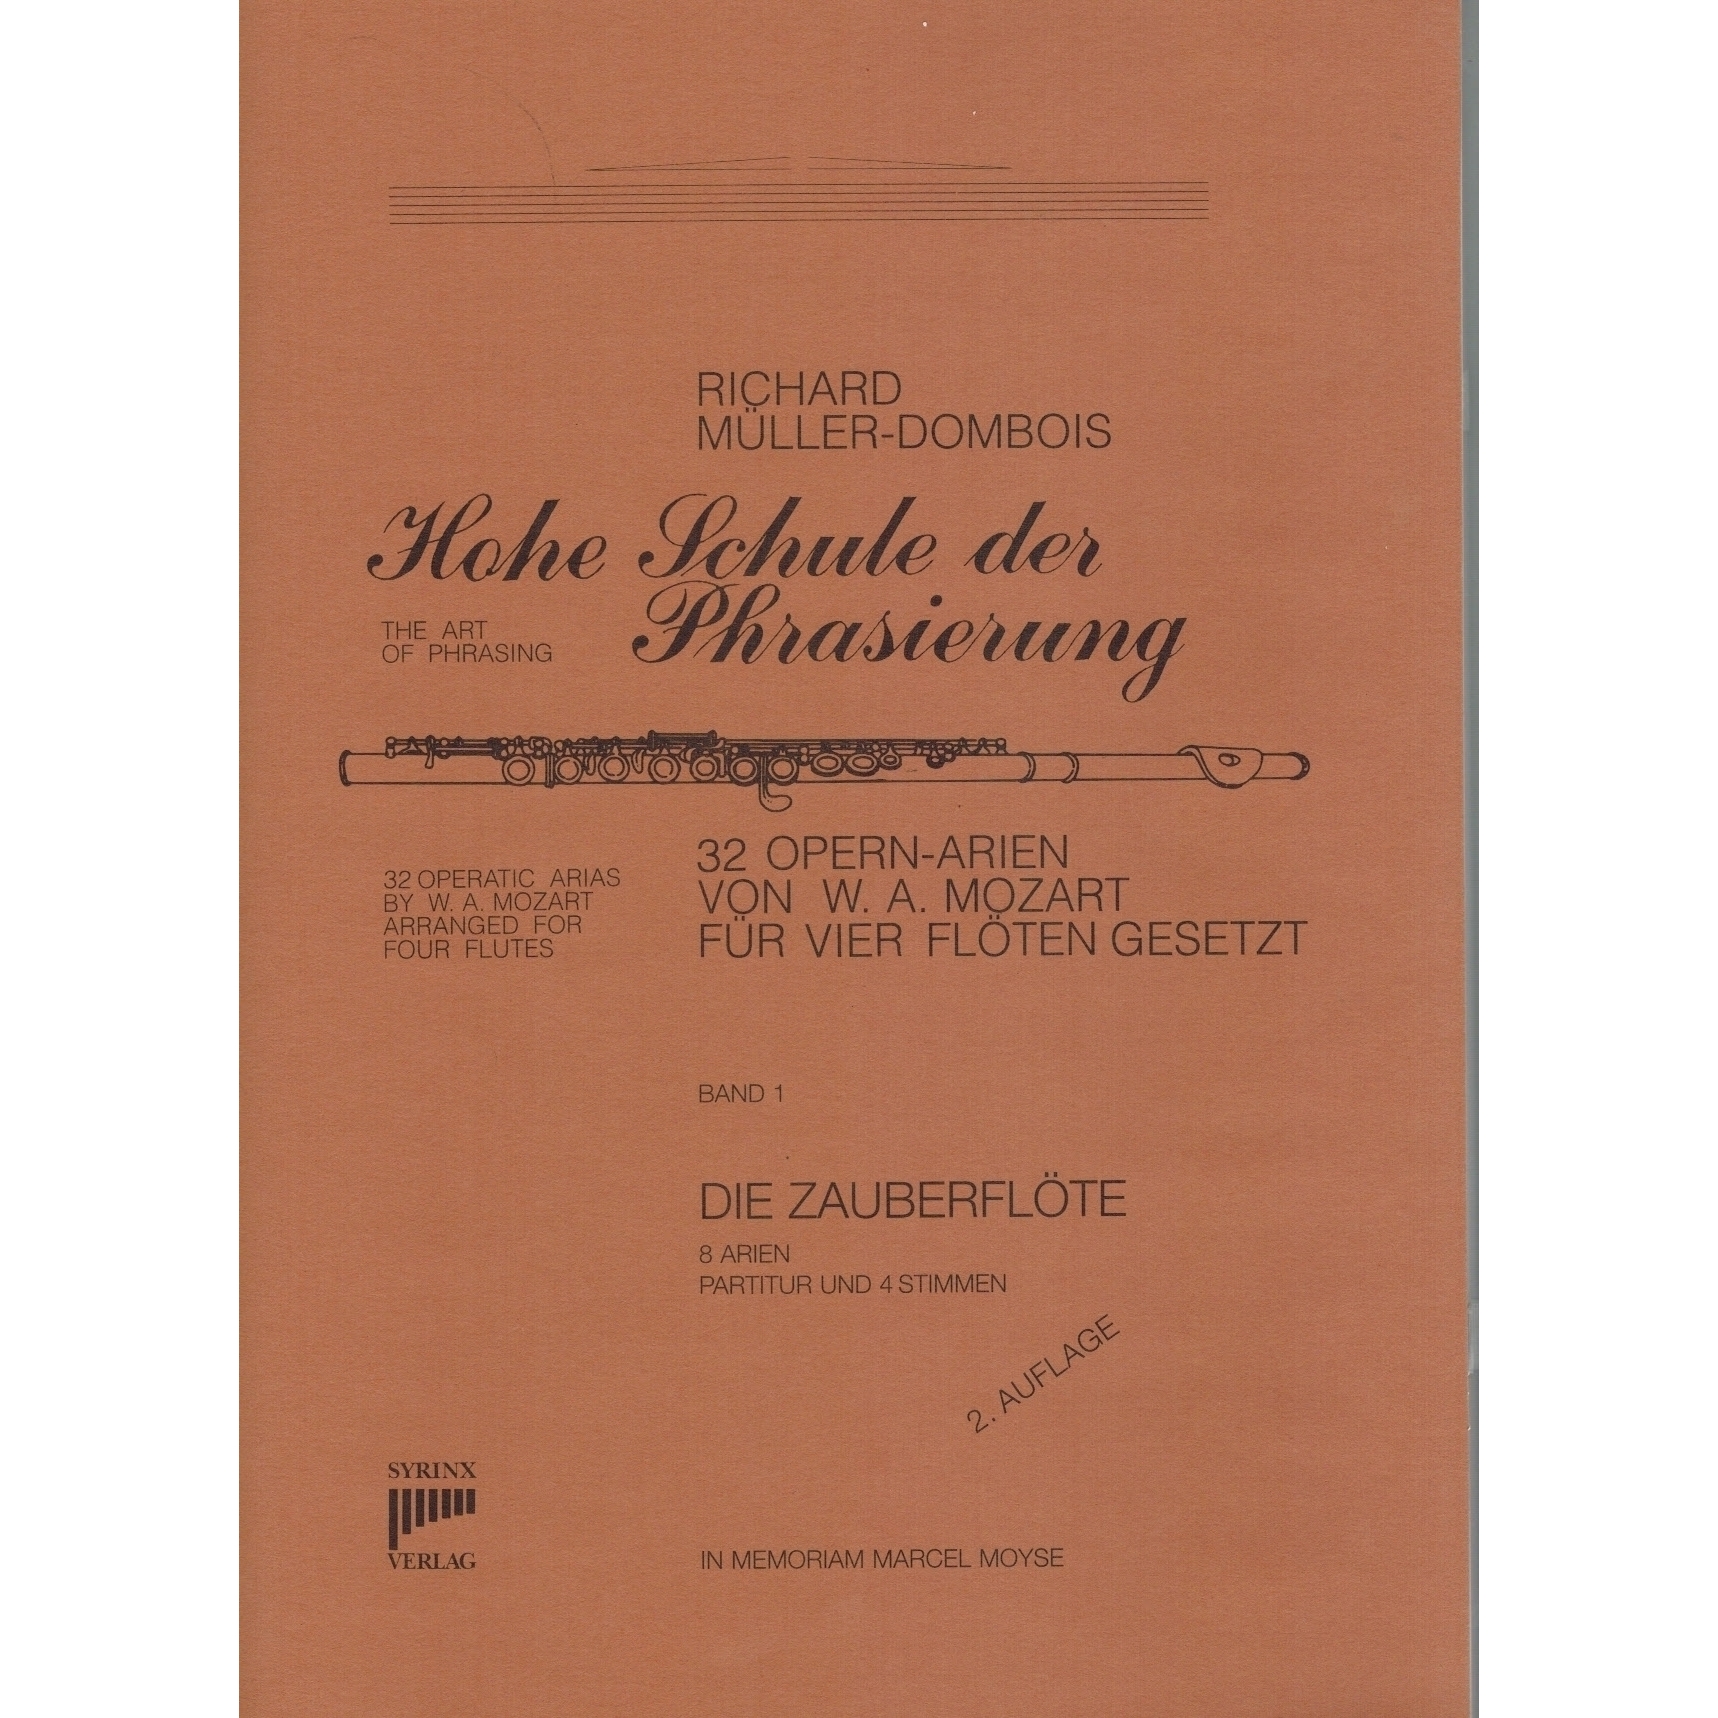 RICHARD
MÜLLER-DOMBOIS
Hohe Schule der
Phrasierung
THE ART
OF PHRASING
32 OPERN-ARIEN
VON W. A. MOZART
FÜR VIER FLÖTEN GESETZT
32 OPERATIC ARIAS
BY W. A. MOZART
ARRANGED FOR
FOUR FLUTES
BAND 1
DIE ZAUBERFLÖTE
8 ARIEN
PARTITUR UND 4 STIMMEN
2. AUFLAGE
SYRINX
VERLAG
IN MEMORIAM MARCEL MOYSE